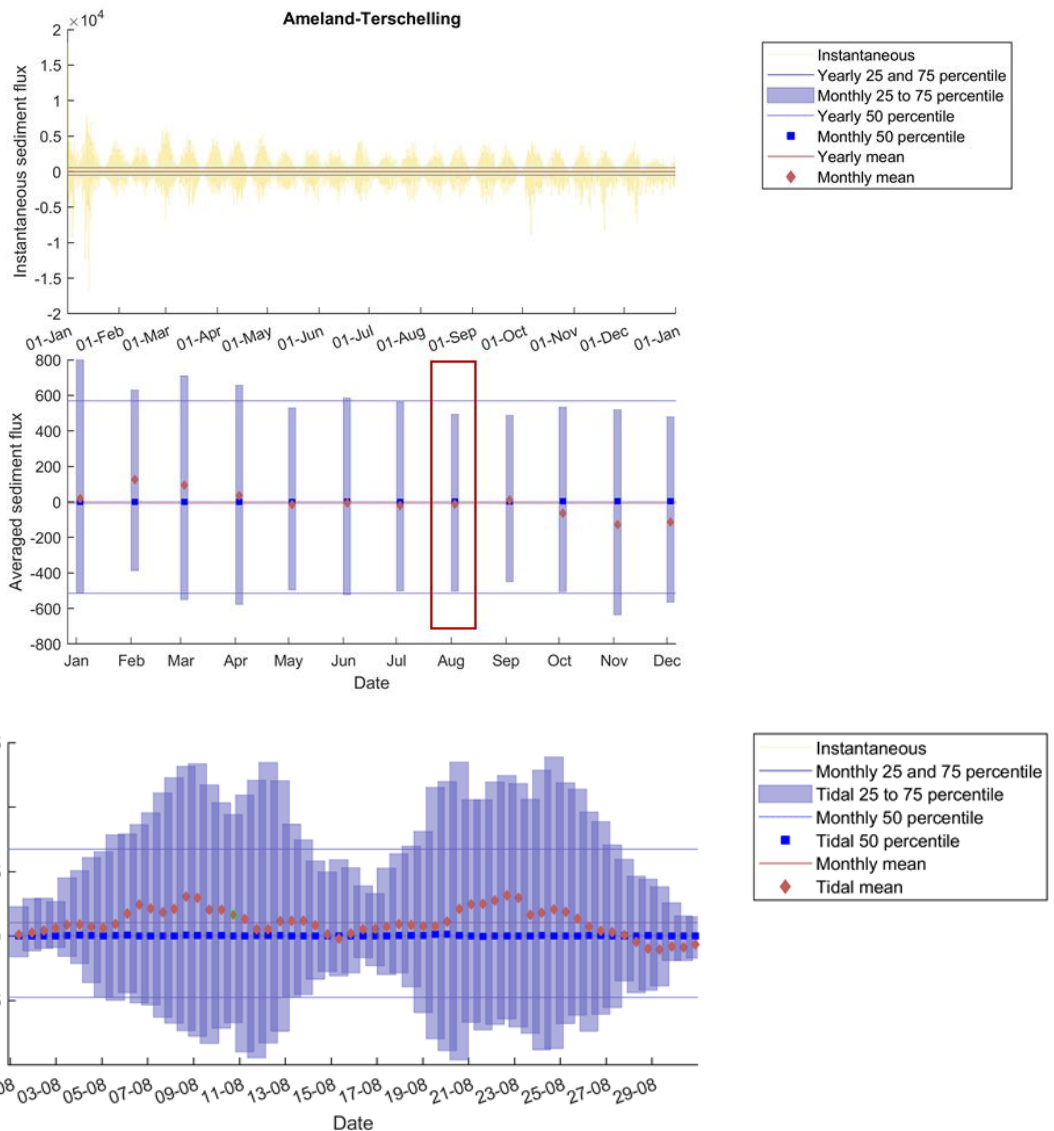 ×10⁴
Ameland-Terschelling
Instantaneous sediment flux
2
1.5
1
0.5
0
-0.5
-1
-1.5
-2
01-Jan 01-Feb 01-Mar 01-Apr 01-May 01-Jun 01-Jul 01-Aug 01-Sep 01-Oct 01-Nov 01-Dec 01-Jan
Instantaneous
Yearly 25 and 75 percentile
Monthly 25 to 75 percentile
Yearly 50 percentile
Monthly 50 percentile
Yearly mean
Monthly mean
Averaged sediment flux
800
600
400
200
0
-200
-400
-600
-800
Jan Feb Mar Apr May Jun Jul Aug Sep Oct Nov Dec
Date
Instantaneous
Monthly 25 and 75 percentile
Tidal 25 to 75 percentile
Monthly 50 percentile
Tidal 50 percentile
Monthly mean
Tidal mean
03-08 05-08 07-08 09-08 11-08 13-08 15-08 17-08 19-08 21-08 23-08 25-08 27-08 29-08
Date